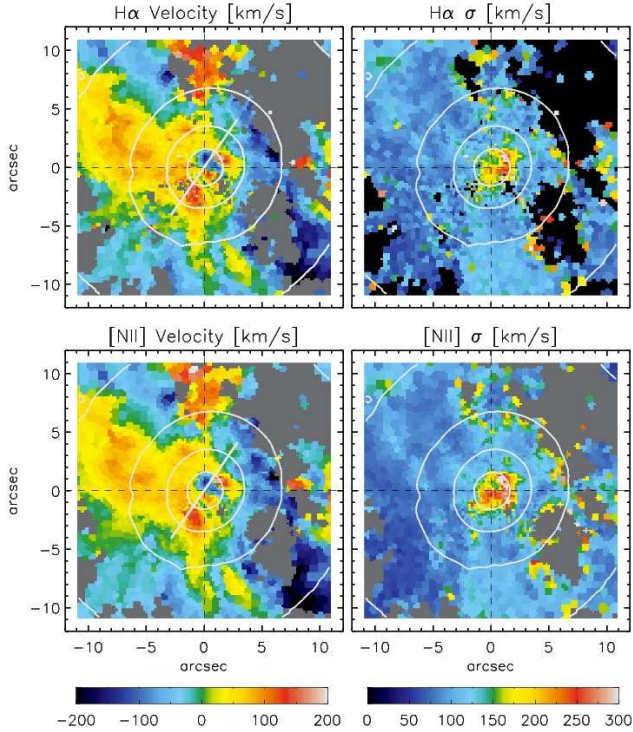 Hα Velocity [km/s]
Hα σ [km/s]
10
5
0
−5
−10
arcsec
[NII] Velocity [km/s]
[NII] σ [km/s]
10
5
0
−5
−10
arcsec
−10 −5 0 5 10
−10 −5 0 5 10
arcsec
arcsec
−200 −100 0 100 200
0 50 100 150 200 250 300